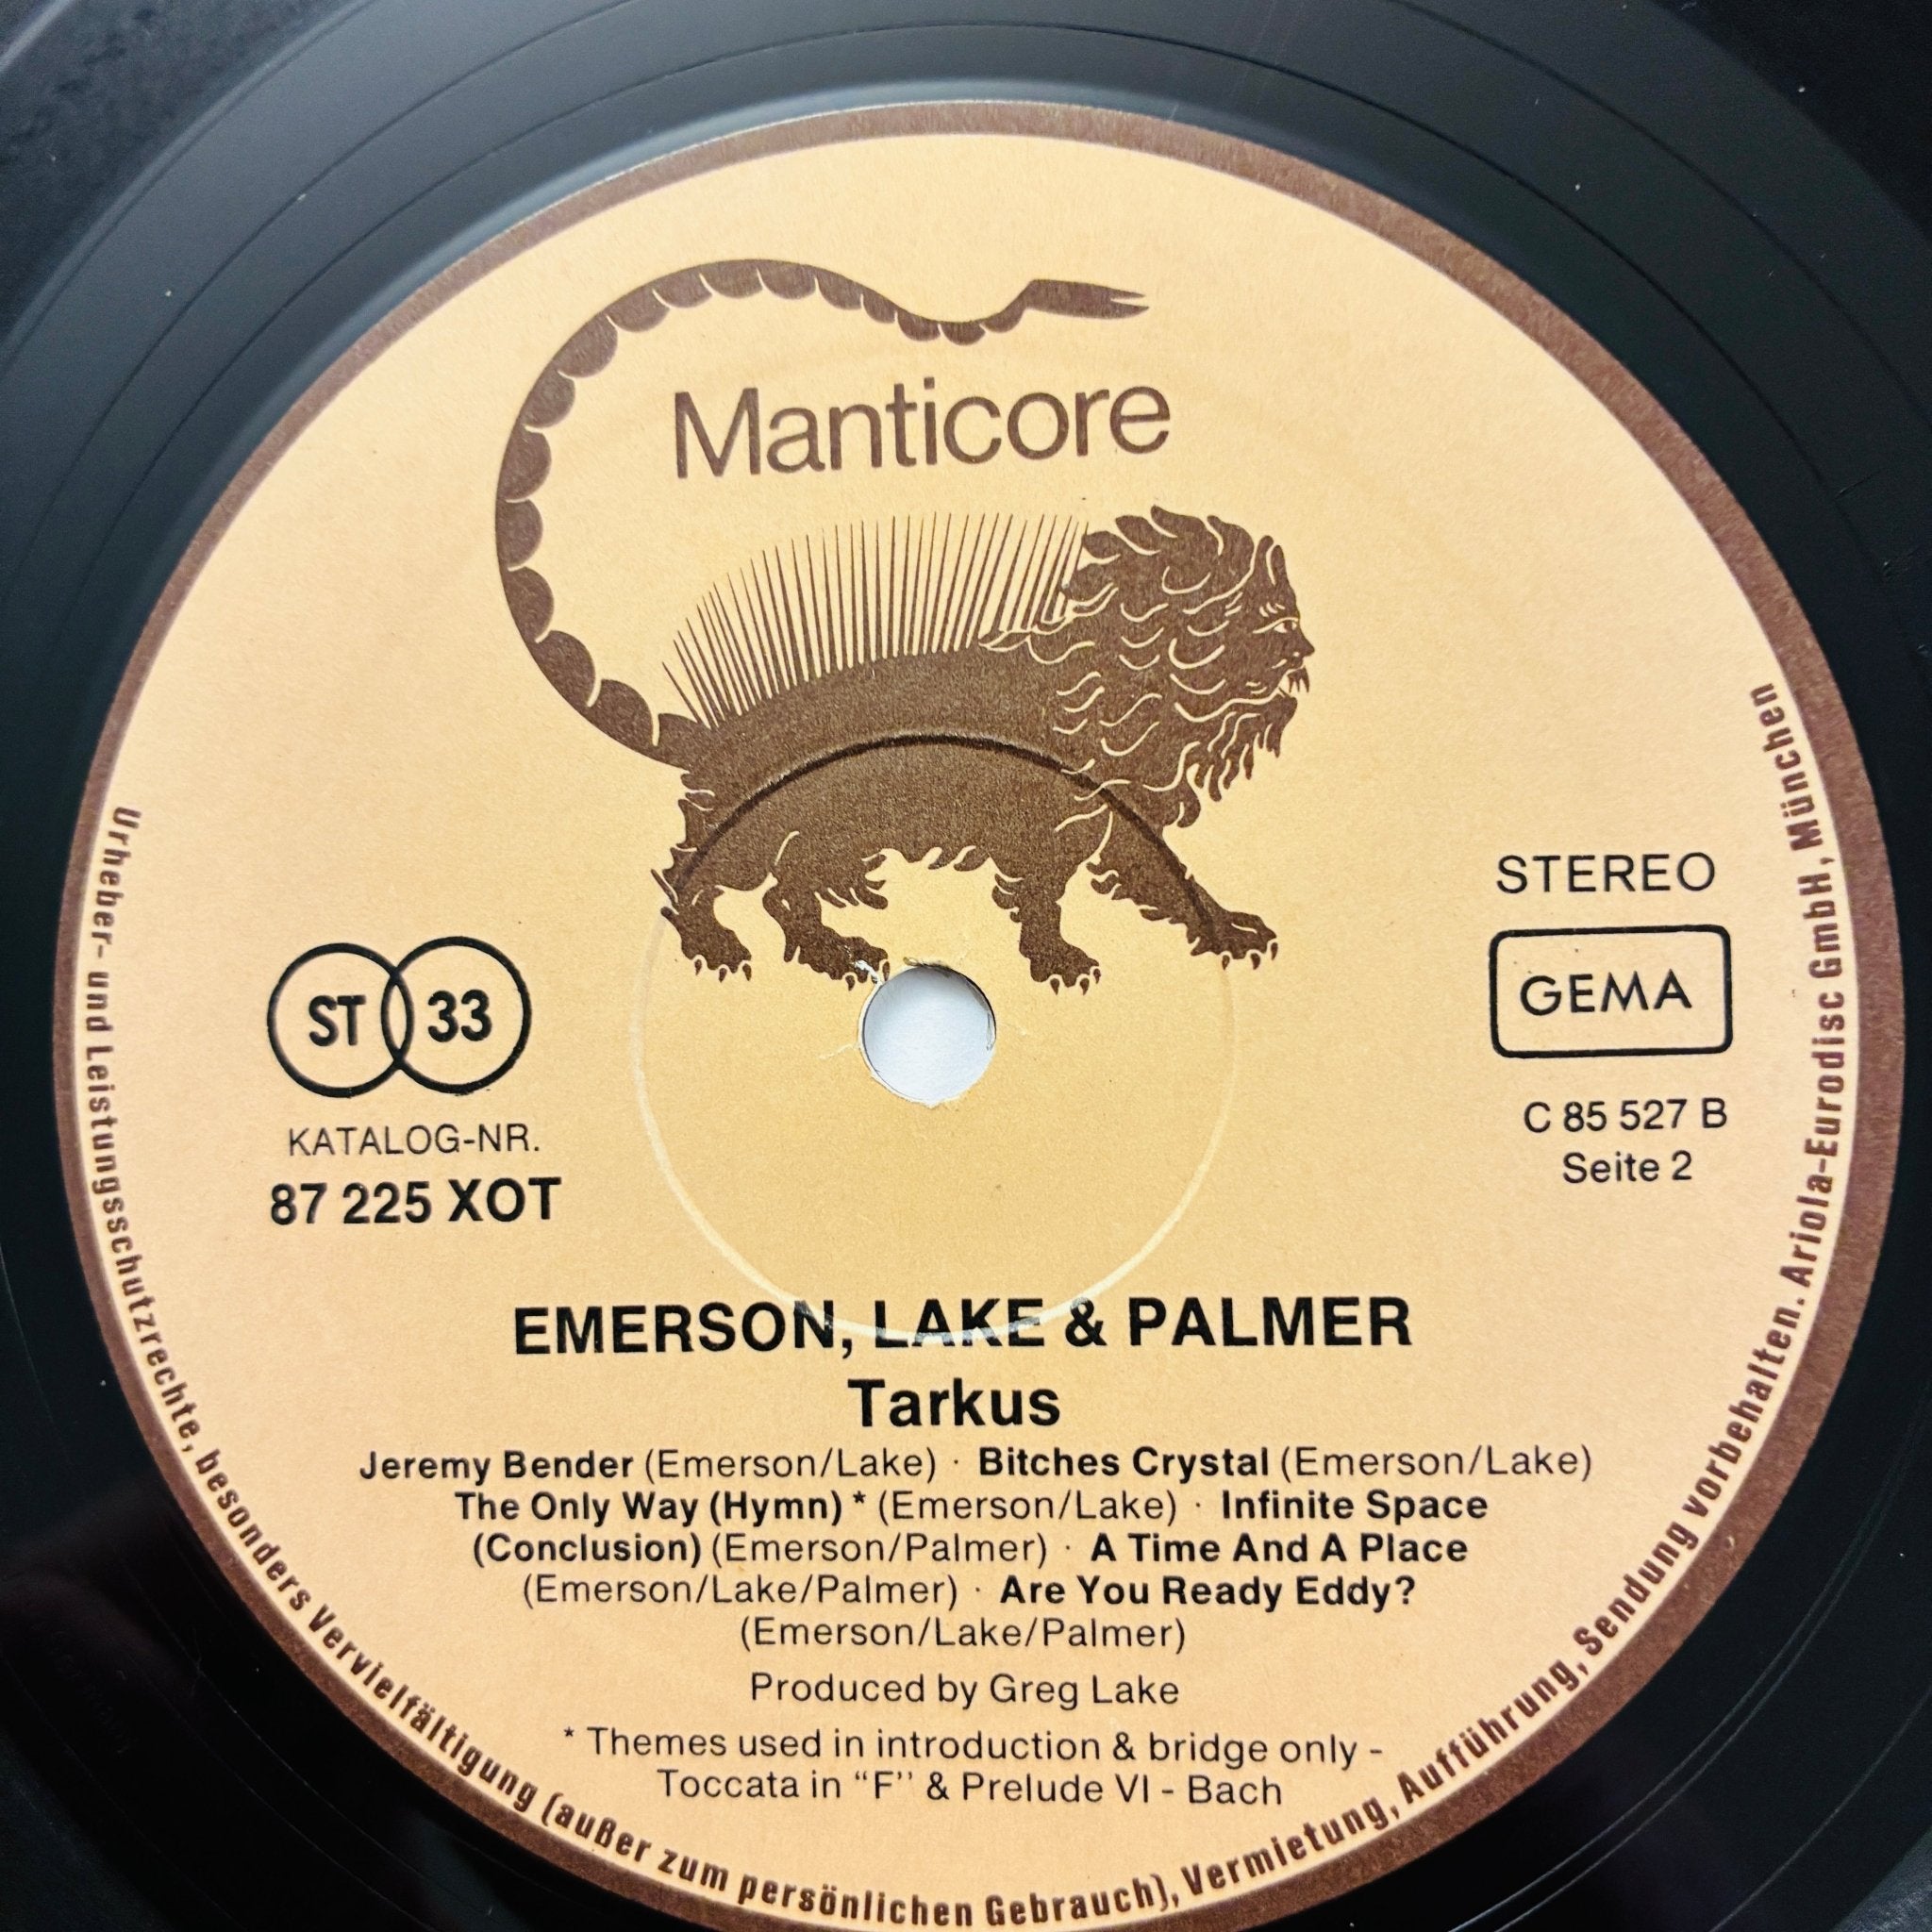 Manticore
STEREO
GEMA
ST 33
KATALOG-NR.
87 225 XOT
C 85 527 B
Seite 2
EMERSON, LAKE & PALMER
Tarkus
Jeremy Bender (Emerson/Lake) · Bitches Crystal (Emerson/Lake)
The Only Way (Hymn) * (Emerson/Lake) · Infinite Space
(Conclusion) (Emerson/Palmer) · A Time And A Place
(Emerson/Lake/Palmer) · Are You Ready Eddy?
(Emerson/Lake/Palmer)
Produced by Greg Lake
* Themes used in introduction & bridge only -
Toccata in “F” & Prelude VI - Bach
Urheber- und Leistungsschutzrechte, besonders Vervielfältigung (außer zum persönlichen Gebrauch), Vermietung, Aufführung, Sendung vorbehalten. Ariola-Eurodisc GmbH, München